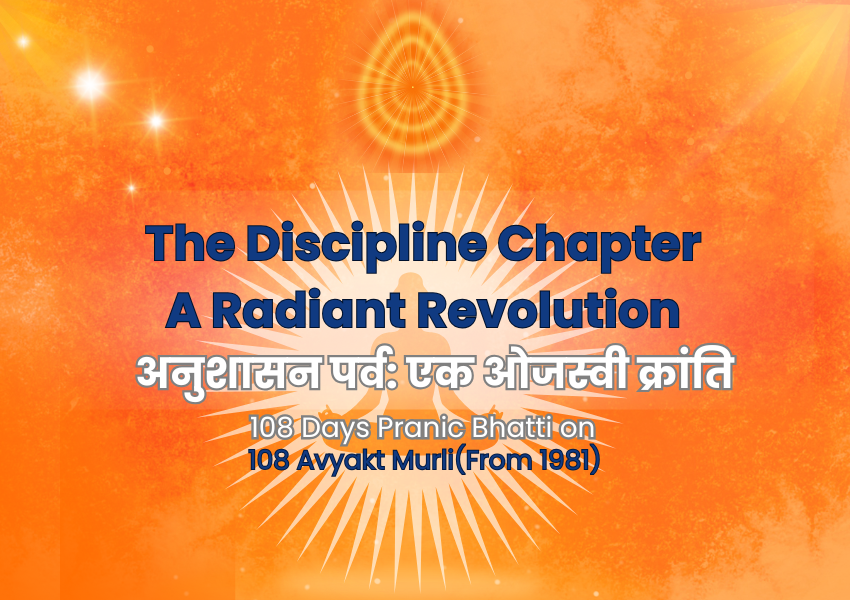 The Discipline Chapter
A Radiant Revolution
अनुशासन पर्व: एक ओजस्वी क्रांति
108 Days Pranic Bhatti on
108 Avyakt Murli(From 1981)